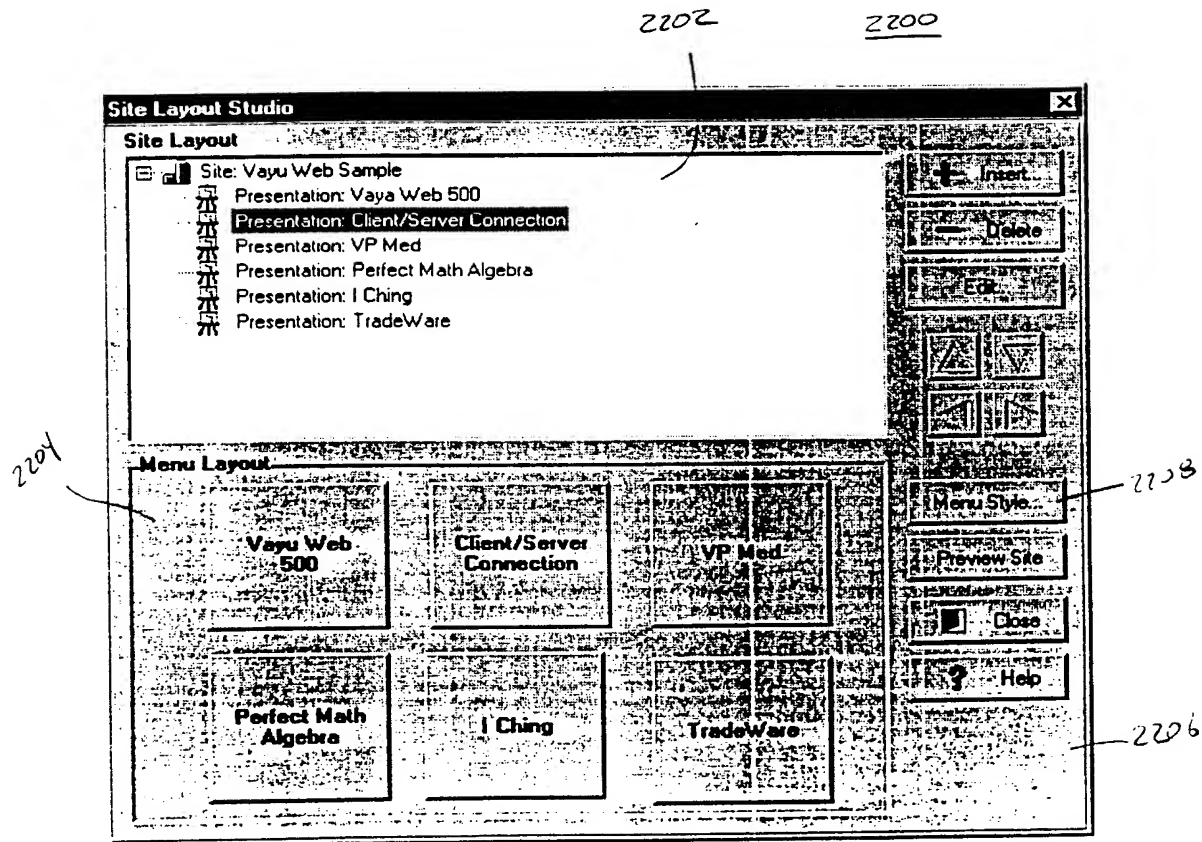 2202
2200
Site Layout Studio
Site Layout
Site: Vayu Web Sample
Presentation: Vaya Web 500
Presentation: Client/Server Connection
Presentation: VP Med
Presentation: Perfect Math Algebra
Presentation: I Ching
Presentation: TradeWare
Insert...
Delete
Edit...
2204
Menu Layout
Vayu Web
500
Client/Server
Connection
VP Med
Perfect Math
Algebra
I Ching
TradeWare
Menu Style...
2208
Preview Site
Close
? Help
2206